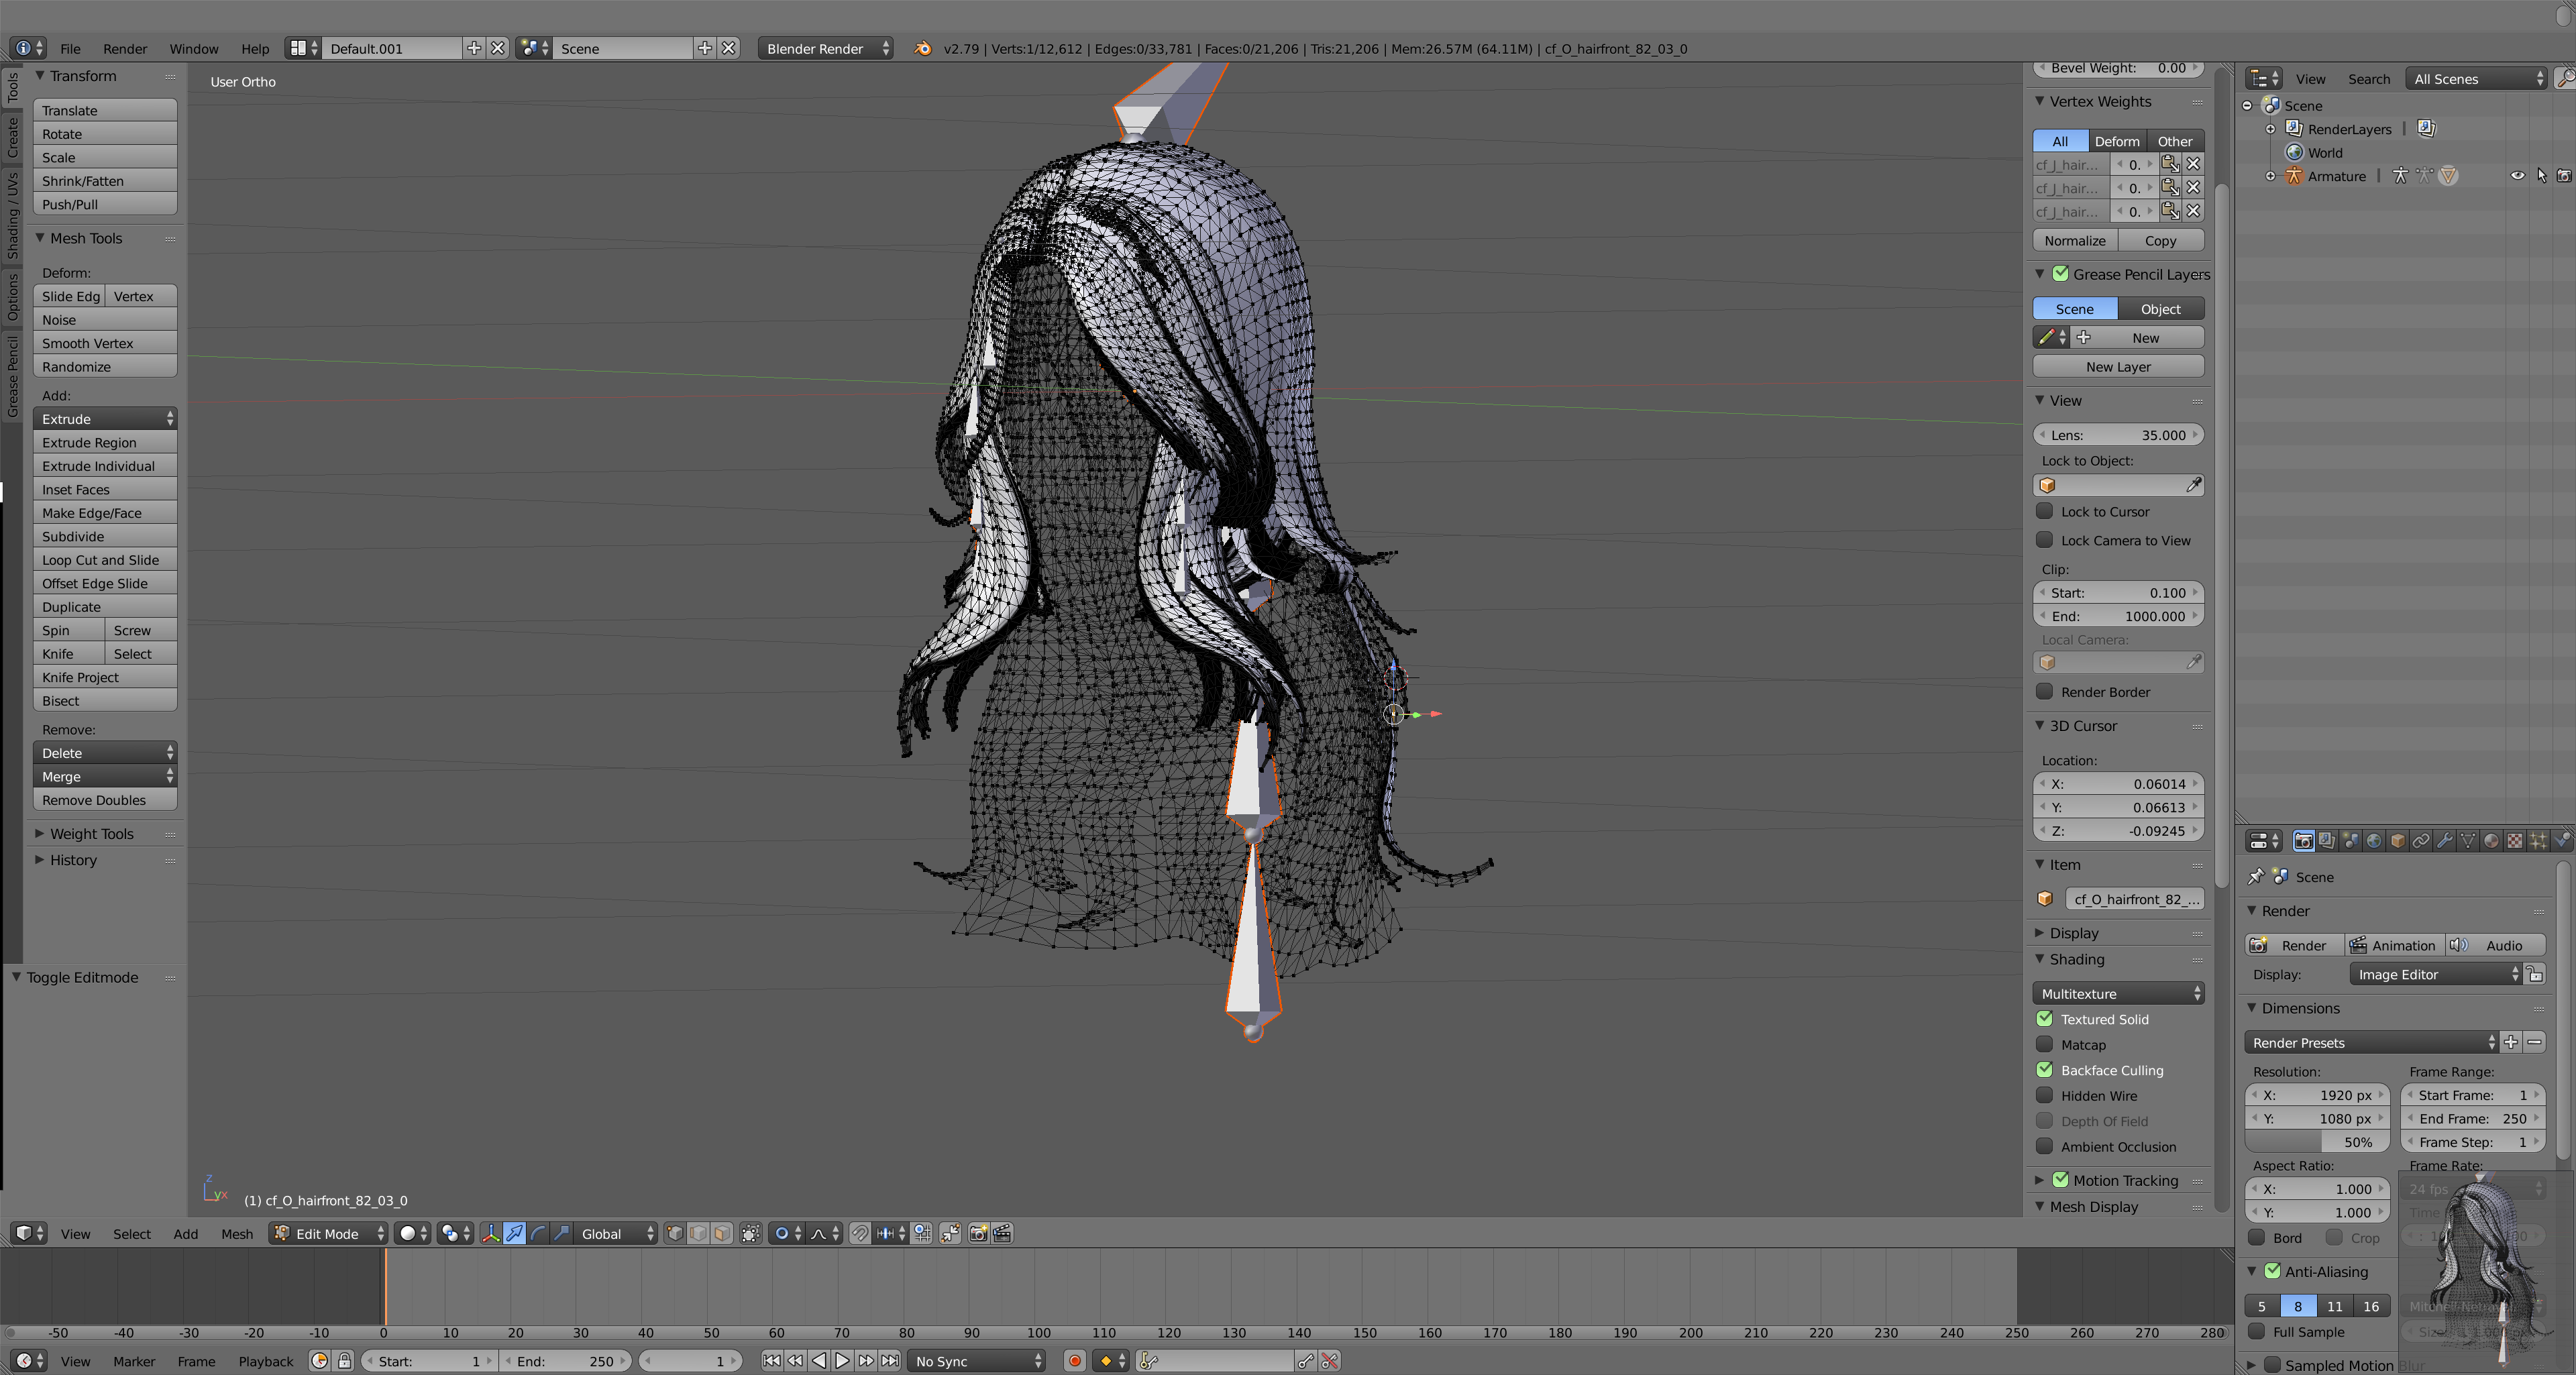 File Render Window Help Default.001 Scene Blender Render v2.79 | Verts:1/12,612 | Edges:0/33,781 | Faces:0/21,206 | Tris:21,206 | Mem:26.57M (64.11M) | cf_O_hairfront_82_03_0
Tools
Create
Shading / UVs
Options
Grease Pencil
Transform
Translate
Rotate
Scale
Shrink/Fatten
Push/Pull
Mesh Tools
Deform:
Slide Edg Vertex
Noise
Smooth Vertex
Randomize
Add:
Extrude
Extrude Region
Extrude Individual
Inset Faces
Make Edge/Face
Subdivide
Loop Cut and Slide
Offset Edge Slide
Duplicate
Spin Screw
Knife Select
Knife Project
Bisect
Remove:
Delete
Merge
Remove Doubles
Weight Tools
History
Toggle Editmode
User Ortho
z
yx
(1) cf_O_hairfront_82_03_0
Bevel Weight: 0.00
Vertex Weights
All Deform Other
cf_J_hair... 0.
cf_J_hair... 0.
cf_J_hair... 0.
Normalize Copy
Grease Pencil Layers
Scene Object
New
New Layer
View
Lens: 35.000
Lock to Object:
Lock to Cursor
Lock Camera to View
Clip:
Start: 0.100
End: 1000.000
Local Camera:
Render Border
3D Cursor
Location:
X: 0.06014
Y: 0.06613
Z: -0.09245
Item
cf_O_hairfront_82_...
Display
Shading
Multitexture
Textured Solid
Matcap
Backface Culling
Hidden Wire
Depth Of Field
Ambient Occlusion
Motion Tracking
Mesh Display
View Search All Scenes
Scene
RenderLayers |
World
Armature |
Scene
Render
Render Animation Audio
Display: Image Editor
Dimensions
Render Presets
Resolution: Frame Range:
X: 1920 px Start Frame: 1
Y: 1080 px End Frame: 250
50% Frame Step: 1
Aspect Ratio: Frame Rate:
X: 1.000 24 fps
Y: 1.000
Bord Crop
Anti-Aliasing
5 8 11 16
Full Sample
Sampled Motion Blur
View Select Add Mesh Edit Mode Global
-50 -40 -30 -20 -10 0 10 20 30 40 50 60 70 80 90 100 110 120 130 140 150 160 170 180 190 200 210 220 230 240 250 260 270 280
View Marker Frame Playback Start: 1 End: 250 1 No Sync